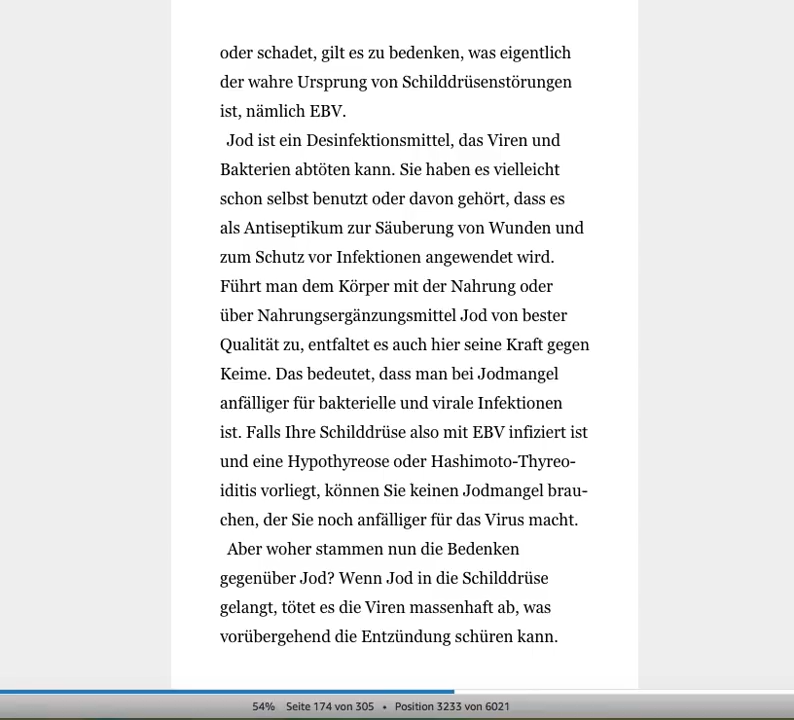 oder schadet, gilt es zu bedenken, was eigentlich
der wahre Ursprung von Schilddrüsenstörungen
ist, nämlich EBV.
Jod ist ein Desinfektionsmittel, das Viren und
Bakterien abtöten kann. Sie haben es vielleicht
schon selbst benutzt oder davon gehört, dass es
als Antiseptikum zur Säuberung von Wunden und
zum Schutz vor Infektionen angewendet wird.
Führt man dem Körper mit der Nahrung oder
über Nahrungsergänzungsmittel Jod von bester
Qualität zu, entfaltet es auch hier seine Kraft gegen
Keime. Das bedeutet, dass man bei Jodmangel
anfälliger für bakterielle und virale Infektionen
ist. Falls Ihre Schilddrüse also mit EBV infiziert ist
und eine Hypothyreose oder Hashimoto-Thyreo-
iditis vorliegt, können Sie keinen Jodmangel brau-
chen, der Sie noch anfälliger für das Virus macht.
Aber woher stammen nun die Bedenken
gegenüber Jod? Wenn Jod in die Schilddrüse
gelangt, tötet es die Viren massenhaft ab, was
vorübergehend die Entzündung schüren kann.
54% Seite 174 von 305 • Position 3233 von 6021